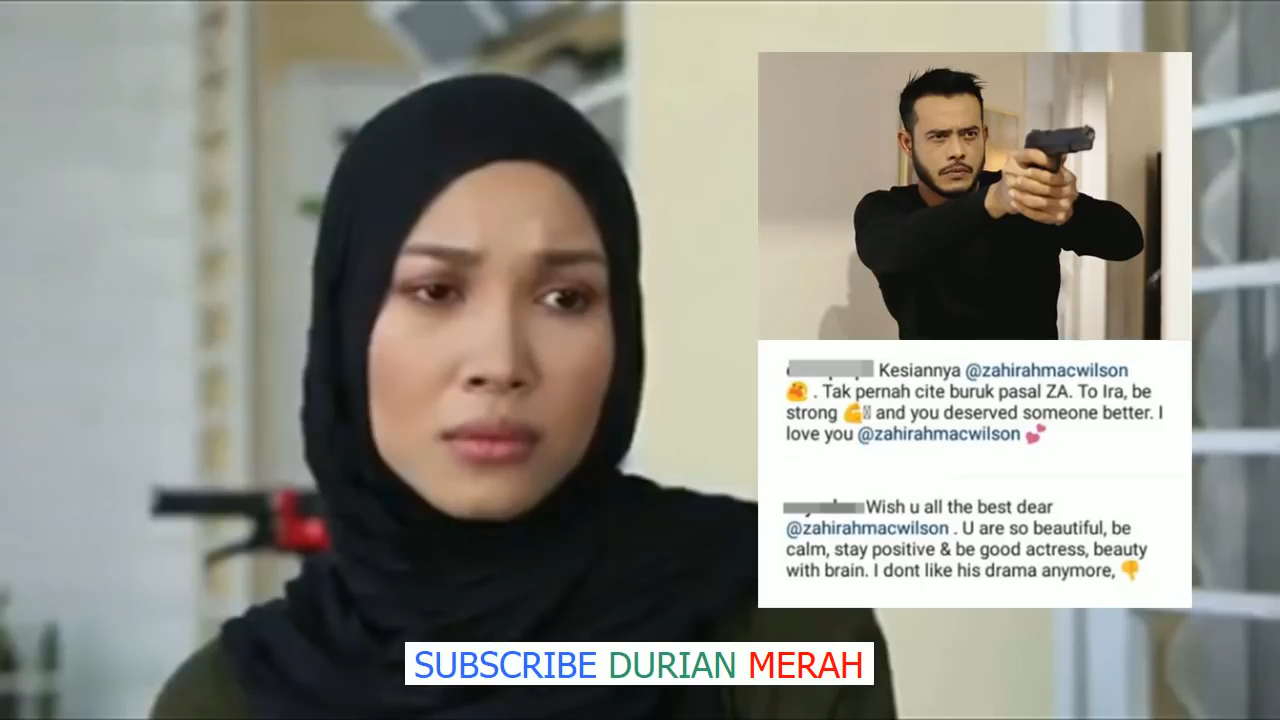 Kesiannya @zahirahmacwilson
. Tak pernah cite buruk pasal ZA. To Ira, be
strong and you deserved someone better. I
love you @zahirahmacwilson
Wish u all the best dear
@zahirahmacwilson . U are so beautiful, be
calm, stay positive & be good actress, beauty
with brain. I dont like his drama anymore,
SUBSCRIBE DURIAN MERAH